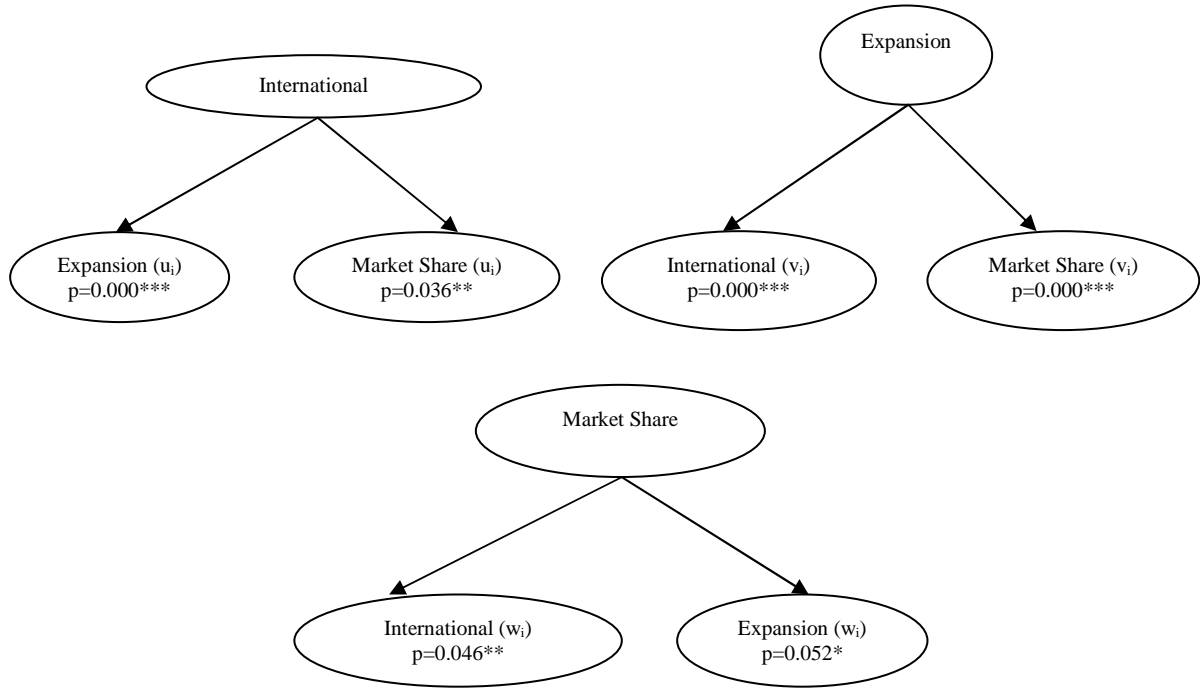 International
Expansion (uᵢ)
p=0.000***
Market Share (uᵢ)
p=0.036**
Expansion
International (vᵢ)
p=0.000***
Market Share (vᵢ)
p=0.000***
Market Share
International (wᵢ)
p=0.046**
Expansion (wᵢ)
p=0.052*